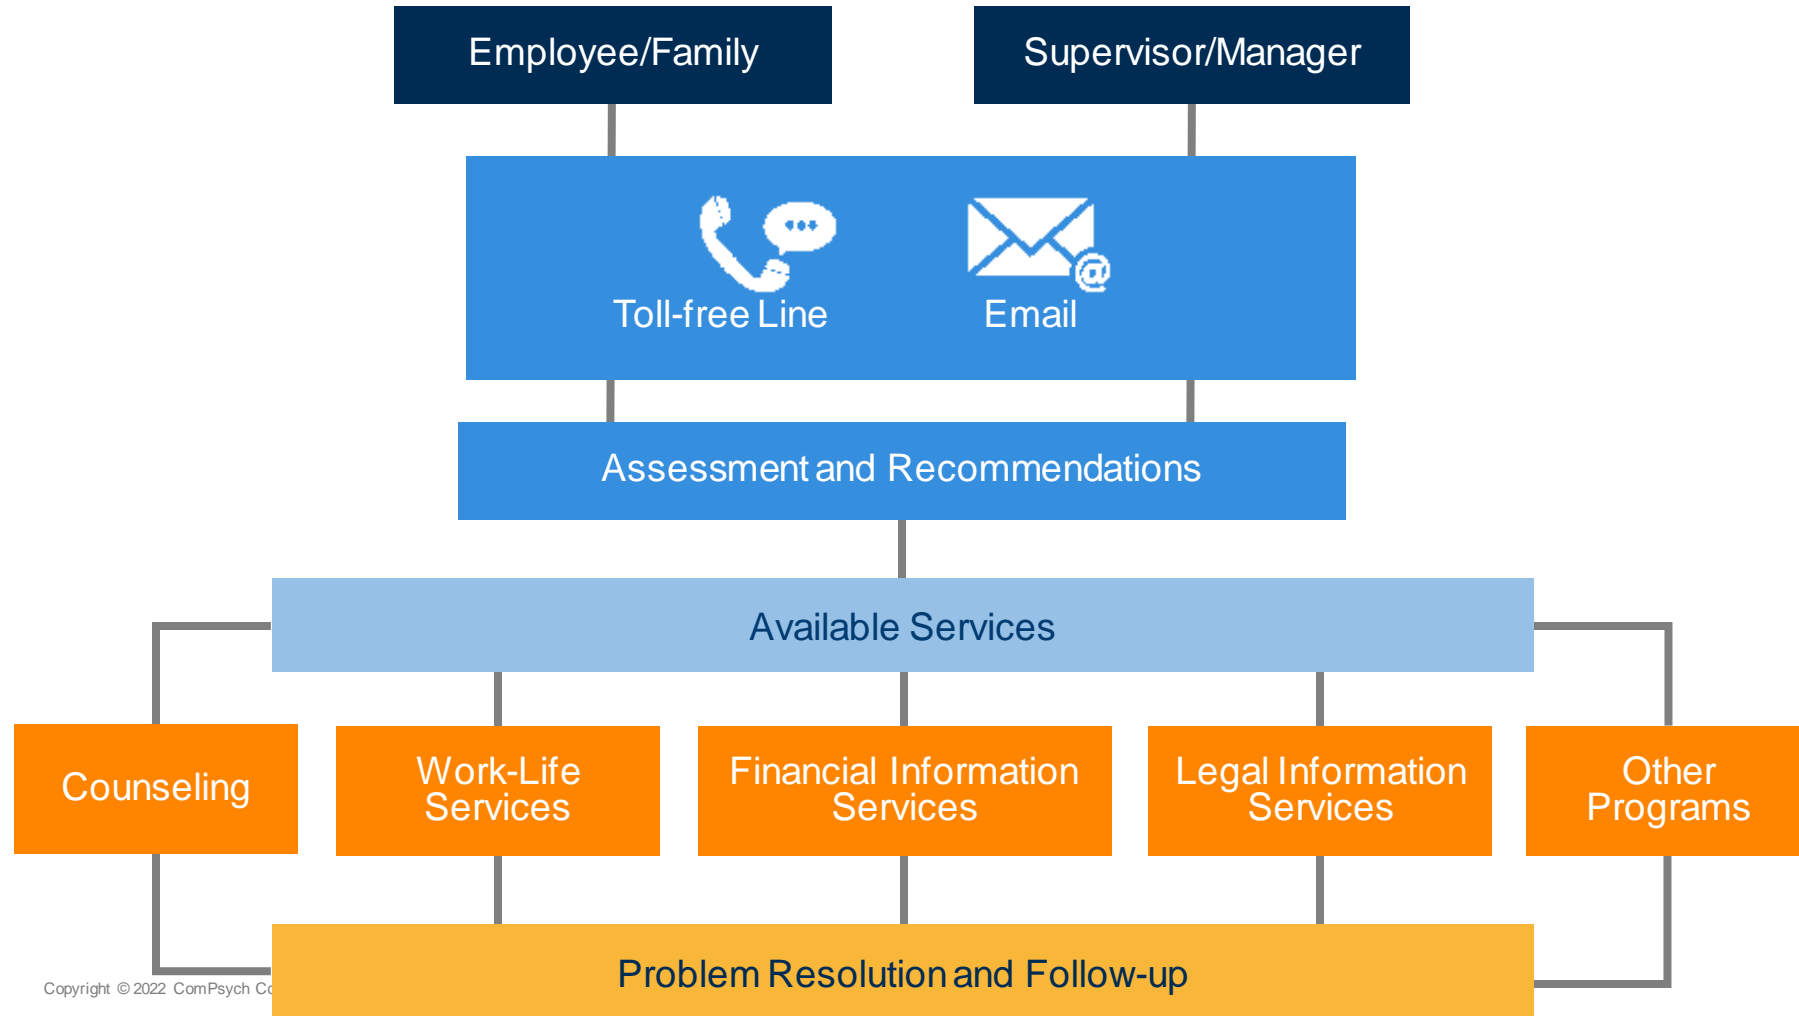 Employee/Family
Supervisor/Manager
Toll-free Line
Email
Assessment and Recommendations
Available Services
Counseling
Work-Life
Services
Financial Information
Services
Legal Information
Services
Other
Programs
Problem Resolution and Follow-up
Copyright © 2022 ComPsych